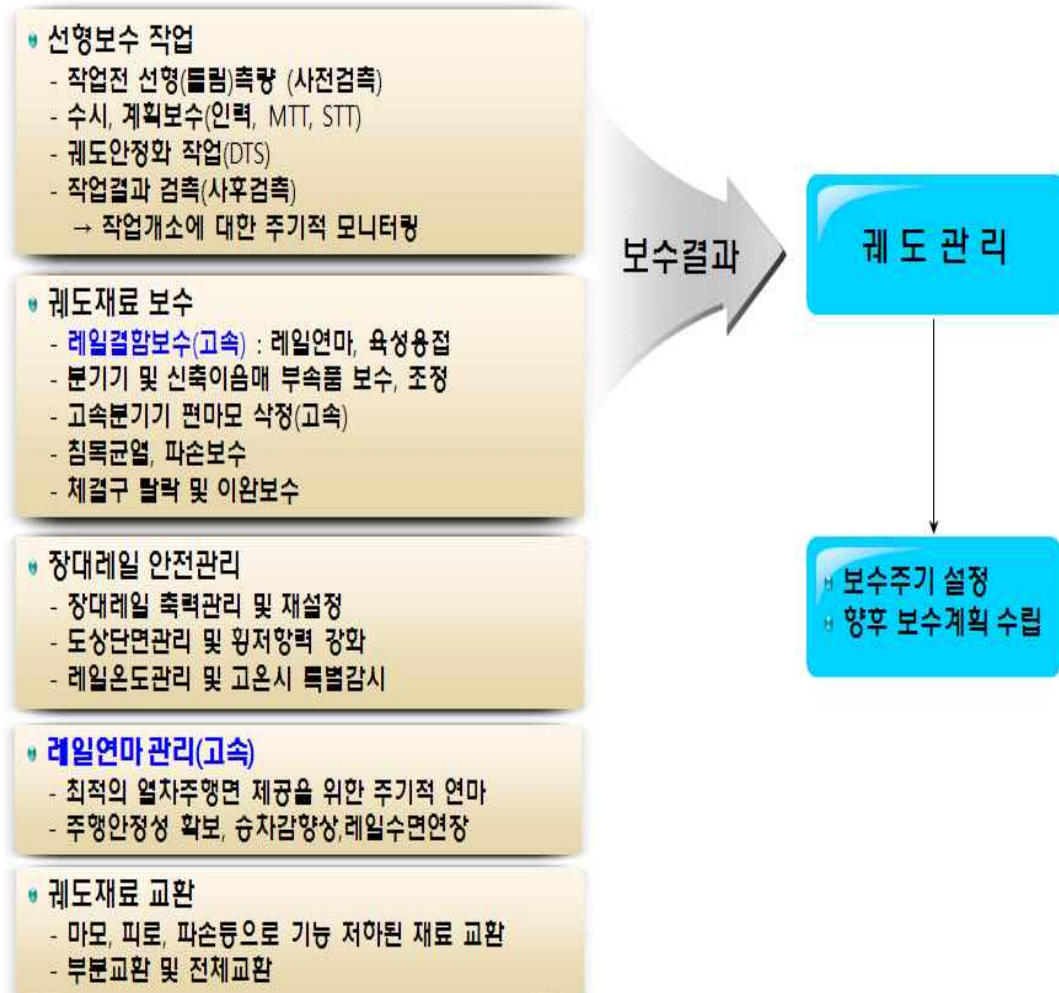 선형보수 작업
- 작업전 선형(틀림)측량 (사전검측)
- 수시, 계획보수(인력, MTT, STT)
- 궤도안정화 작업(DTS)
- 작업결과 검측(사후검측)
→ 작업개소에 대한 주기적 모니터링
궤도재료 보수
- 레일결함보수(고속) : 레일연마, 육성용접
- 분기기 및 신축이음매 부속품 보수, 조정
- 고속분기기 편마모 삭정(고속)
- 침목균열, 파손보수
- 체결구 탈락 및 이완보수
장대레일 안전관리
- 장대레일 축력관리 및 재설정
- 도상단면관리 및 횡저항력 강화
- 레일온도관리 및 고온시 특별감시
레일연마 관리(고속)
- 최적의 열차주행면 제공을 위한 주기적 연마
- 주행안정성 확보, 승차감향상,레일수면연장
궤도재료 교환
- 마모, 피로, 파손등으로 기능 저하된 재료 교환
- 부분교환 및 전체교환
보수결과
궤 도 관 리
보수주기 설정
향후 보수계획 수립